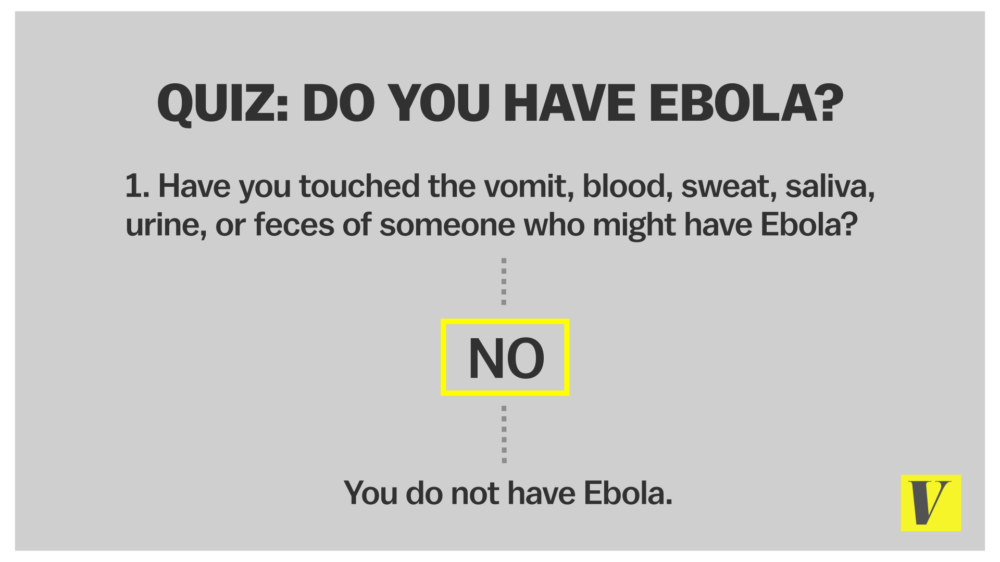 QUIZ: DO YOU HAVE EBOLA?
1. Have you touched the vomit, blood, sweat, saliva,
urine, or feces of someone who might have Ebola?
NO
You do not have Ebola.
V